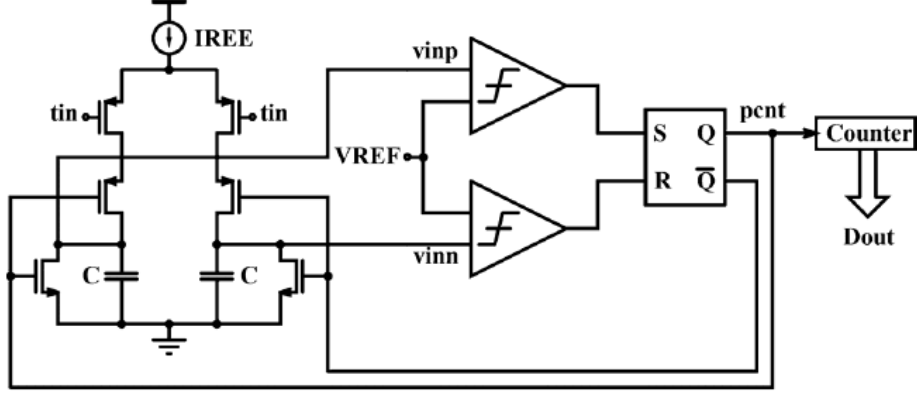 IREE
vinp
tin
tin
pcnt
S
Q
Counter
VREF
R
Q̅
Dout
vinn
C
C